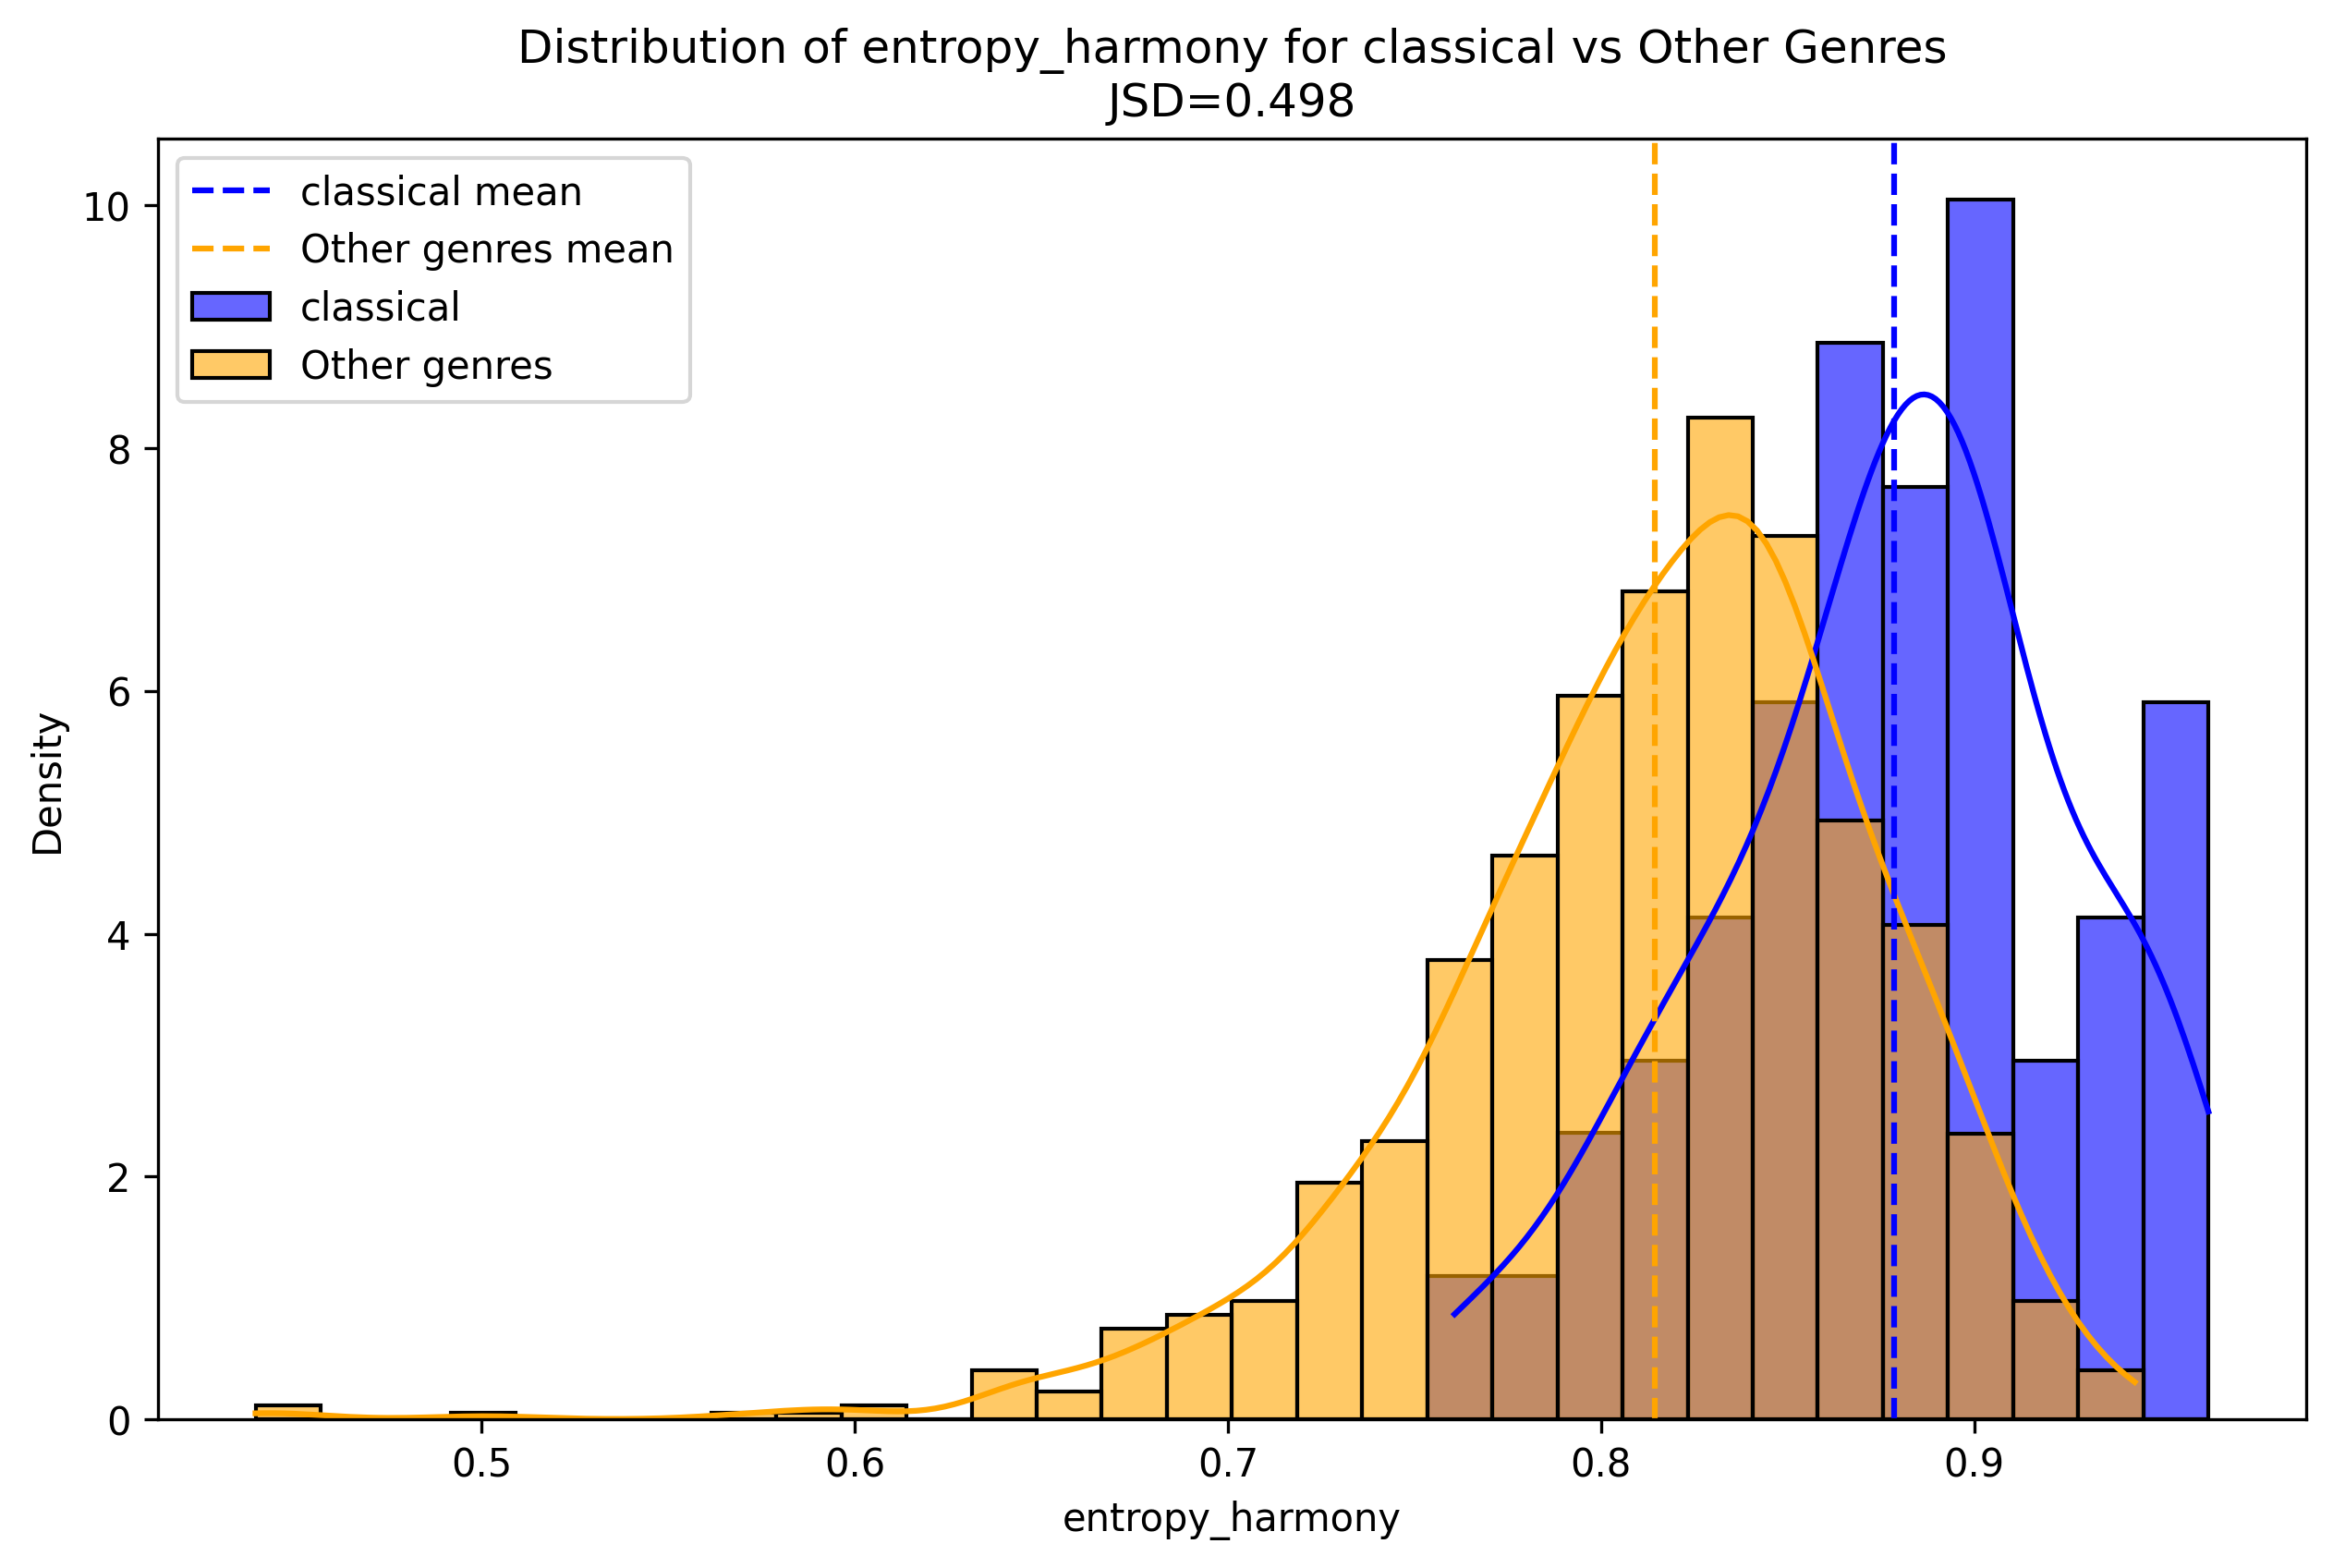 Distribution of entropy_harmony for classical vs Other Genres
JSD=0.498
classical mean
Other genres mean
classical
Other genres
10
8
6
4
2
0
Density
0.5
0.6
0.7
0.8
0.9
entropy_harmony